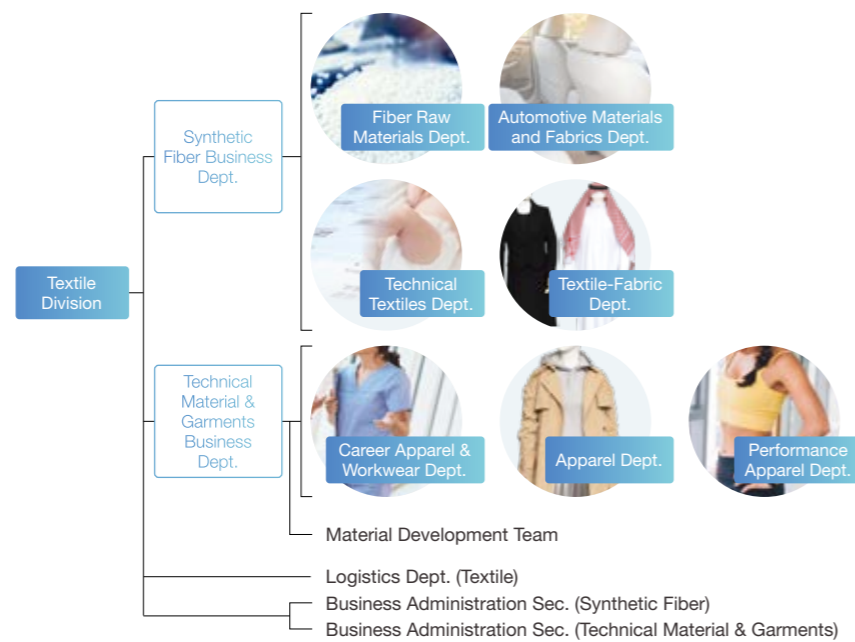 Textile
Division
Synthetic
Fiber Business
Dept.
Fiber Raw
Materials Dept.
Automotive Materials
and Fabrics Dept.
Technical
Textiles Dept.
Textile-Fabric
Dept.
Technical
Material &
Garments
Business
Dept.
Career Apparel &
Workwear Dept.
Apparel Dept.
Performance
Apparel Dept.
Material Development Team
Logistics Dept. (Textile)
Business Administration Sec. (Synthetic Fiber)
Business Administration Sec. (Technical Material & Garments)